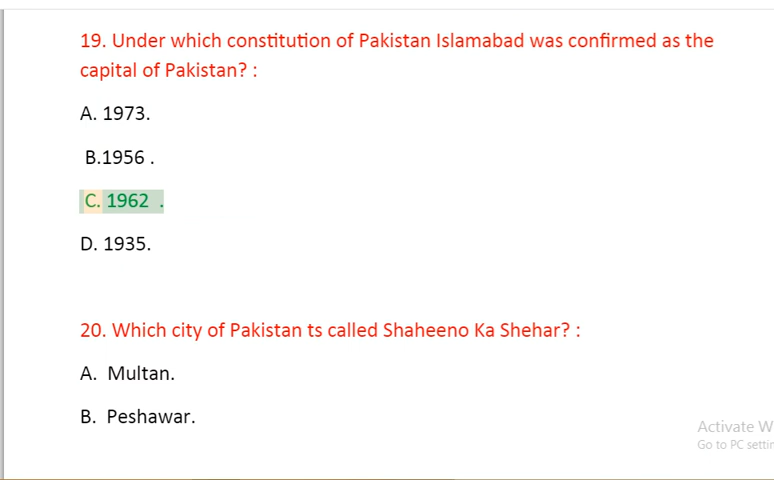 19. Under which constitution of Pakistan Islamabad was confirmed as the
capital of Pakistan? :
A. 1973.
B.1956 .
C. 1962 .
D. 1935.
20. Which city of Pakistan ts called Shaheeno Ka Shehar? :
A. Multan.
B. Peshawar.
Activate W
Go to PC settin